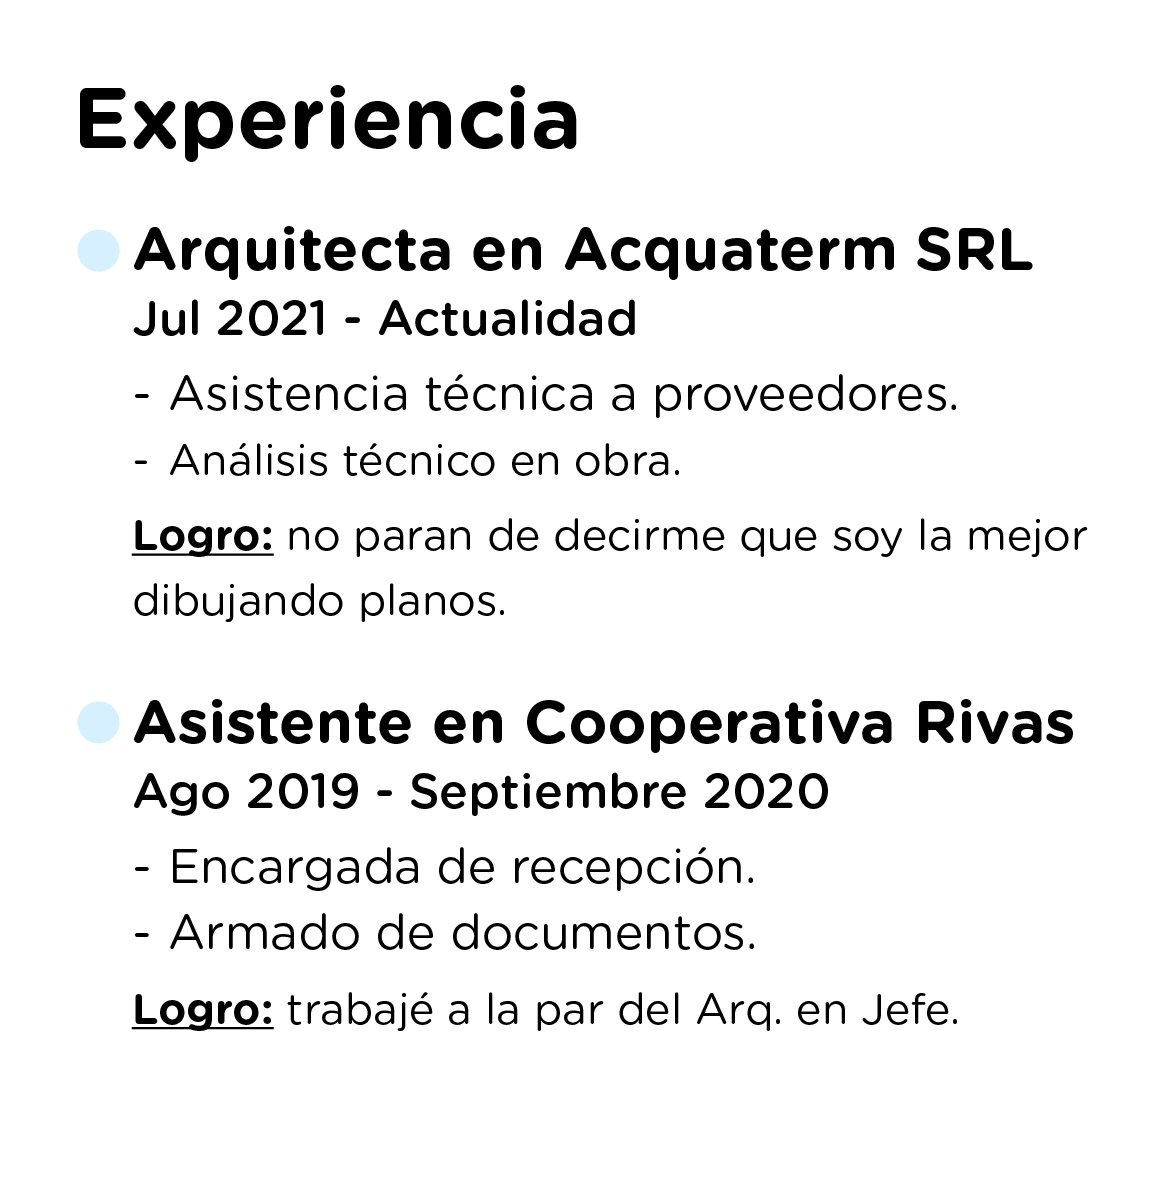 Experiencia
Arquitecta en Acquaterm SRL
Jul 2021 - Actualidad
- Asistencia técnica a proveedores.
- Análisis técnico en obra.
Logro: no paran de decirme que soy la mejor
dibujando planos.
Asistente en Cooperativa Rivas
Ago 2019 - Septiembre 2020
- Encargada de recepción.
- Armado de documentos.
Logro: trabajé a la par del Arq. en Jefe.